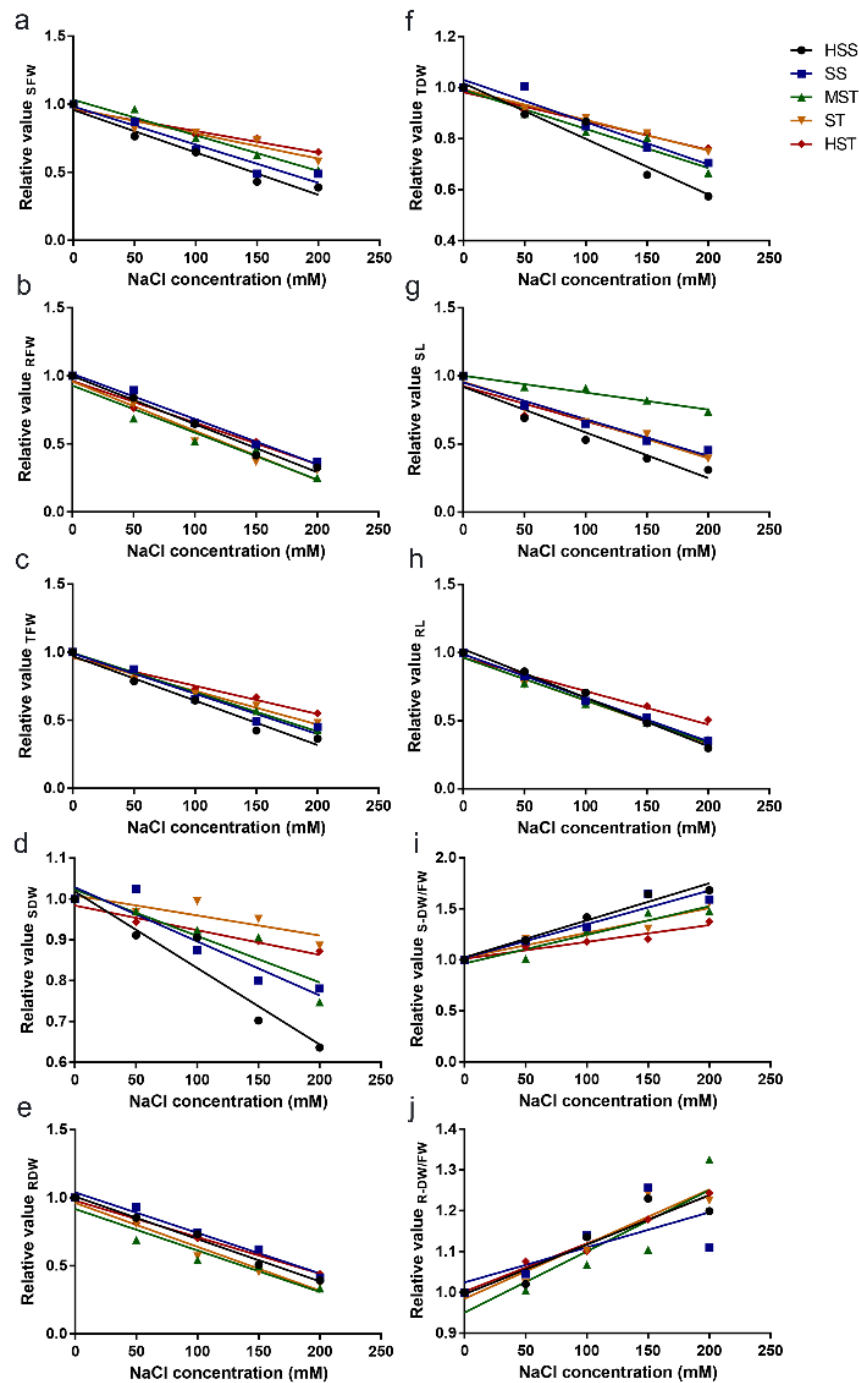 a
Relative value SFW
1.5
1.0
0.5
0.0
0 50 100 150 200 250
NaCl concentration (mM)
f
Relative value TDW
1.2
1.0
0.8
0.6
0.4
0 50 100 150 200 250
NaCl concentration (mM)
HSS
SS
MST
ST
HST
b
Relative value RFW
1.5
1.0
0.5
0.0
0 50 100 150 200 250
NaCl concentration (mM)
g
Relative value SL
1.5
1.0
0.5
0.0
0 50 100 150 200 250
NaCl concentration (mM)
c
Relative value TFW
1.5
1.0
0.5
0.0
0 50 100 150 200 250
NaCl concentration (mM)
h
Relative value RL
1.5
1.0
0.5
0.0
0 50 100 150 200 250
NaCl concentration (mM)
d
Relative value SDW
1.1
1.0
0.9
0.8
0.7
0.6
0 50 100 150 200 250
NaCl concentration (mM)
i
Relative value S-DW/FW
2.0
1.5
1.0
0.5
0.0
0 50 100 150 200 250
NaCl concentration (mM)
e
Relative value RDW
1.5
1.0
0.5
0.0
0 50 100 150 200 250
NaCl concentration (mM)
j
Relative value R-DW/FW
1.4
1.3
1.2
1.1
1.0
0.9
0 50 100 150 200 250
NaCl concentration (mM)